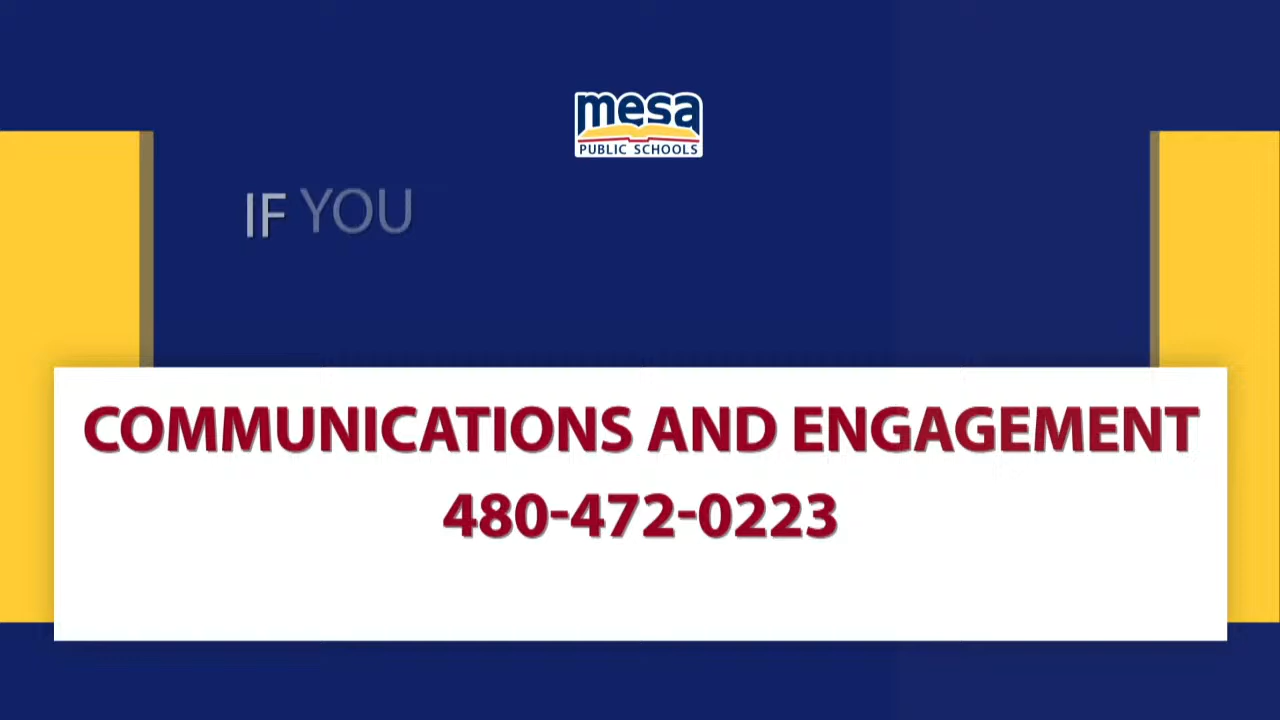 mesa
PUBLIC SCHOOLS
IF YOU
COMMUNICATIONS AND ENGAGEMENT
480-472-0223